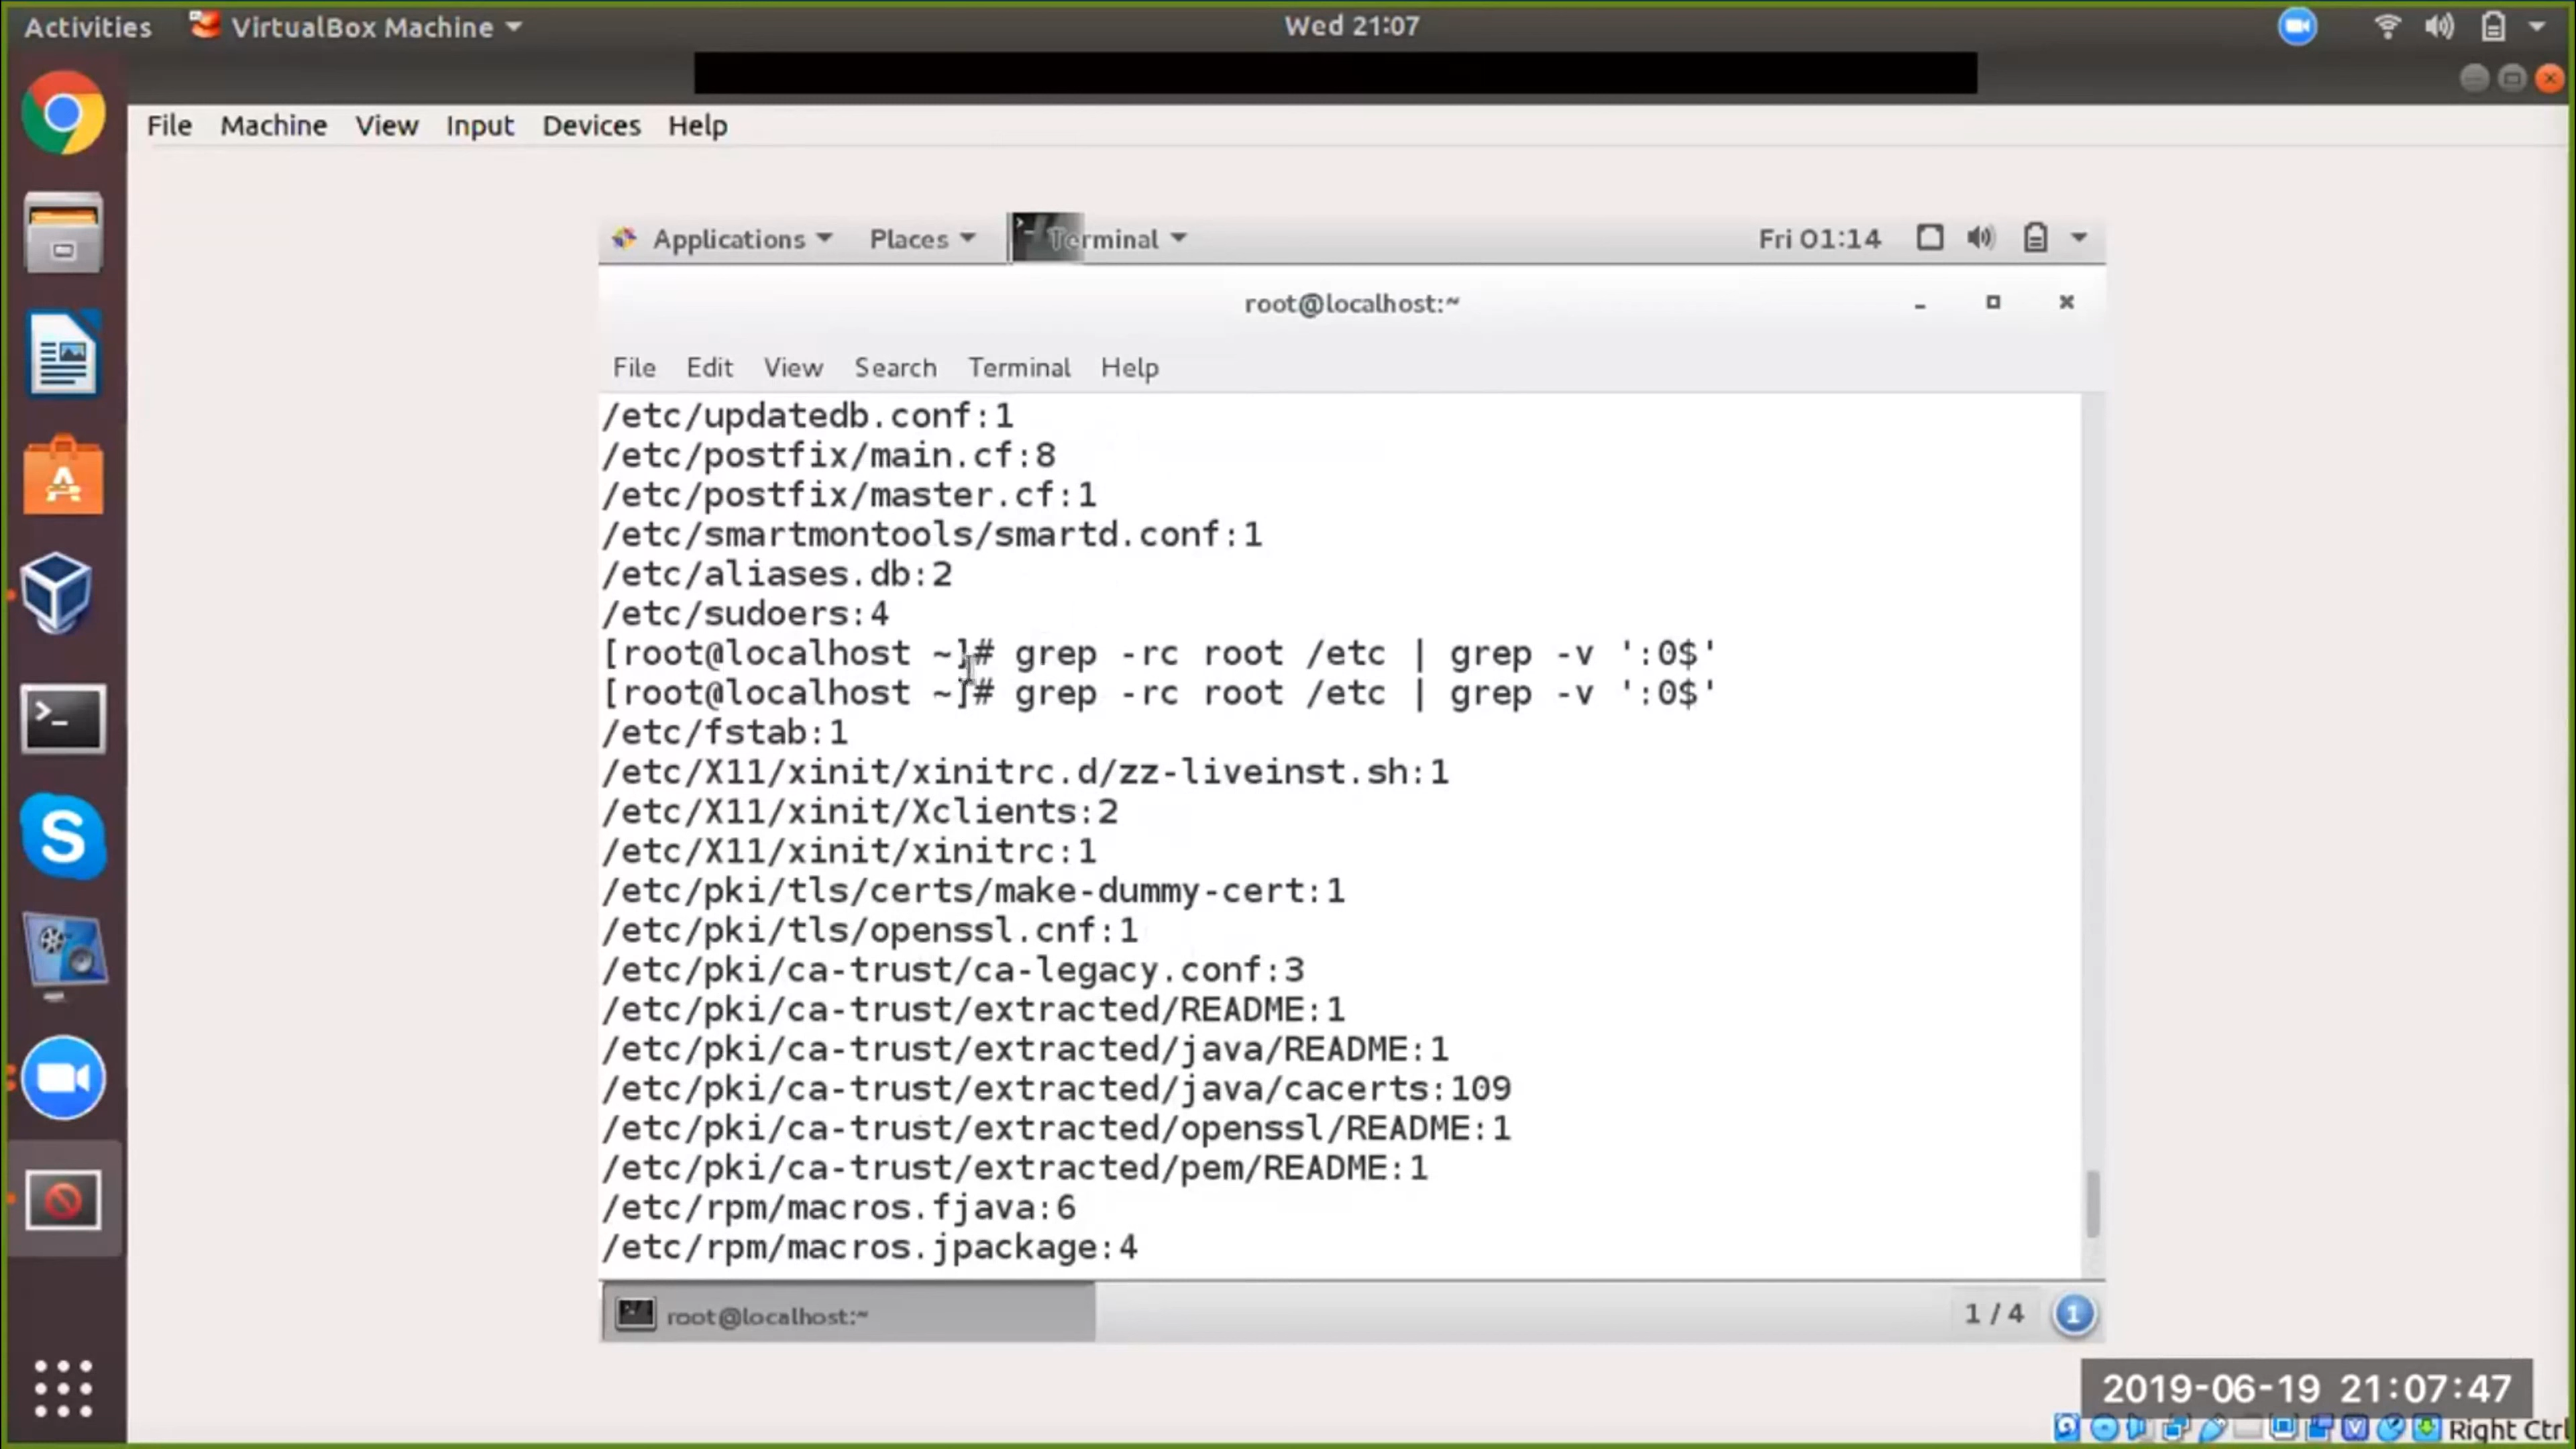 Activities VirtualBox Machine Wed 21:07
File Machine View Input Devices Help
Applications Places Terminal Fri 01:14
root@localhost:~
File Edit View Search Terminal Help
/etc/updatedb.conf:1
/etc/postfix/main.cf:8
/etc/postfix/master.cf:1
/etc/smartmontools/smartd.conf:1
/etc/aliases.db:2
/etc/sudoers:4
[root@localhost ~]# grep -rc root /etc | grep -v ':0$'
[root@localhost ~]# grep -rc root /etc | grep -v ':0$'
/etc/fstab:1
/etc/X11/xinit/xinitrc.d/zz-liveinst.sh:1
/etc/X11/xinit/Xclients:2
/etc/X11/xinit/xinitrc:1
/etc/pki/tls/certs/make-dummy-cert:1
/etc/pki/tls/openssl.cnf:1
/etc/pki/ca-trust/ca-legacy.conf:3
/etc/pki/ca-trust/extracted/README:1
/etc/pki/ca-trust/extracted/java/README:1
/etc/pki/ca-trust/extracted/java/cacerts:109
/etc/pki/ca-trust/extracted/openssl/README:1
/etc/pki/ca-trust/extracted/pem/README:1
/etc/rpm/macros.fjava:6
/etc/rpm/macros.jpackage:4
root@localhost:~ 1 / 4 1
2019-06-19 21:07:47
Right Ctrl